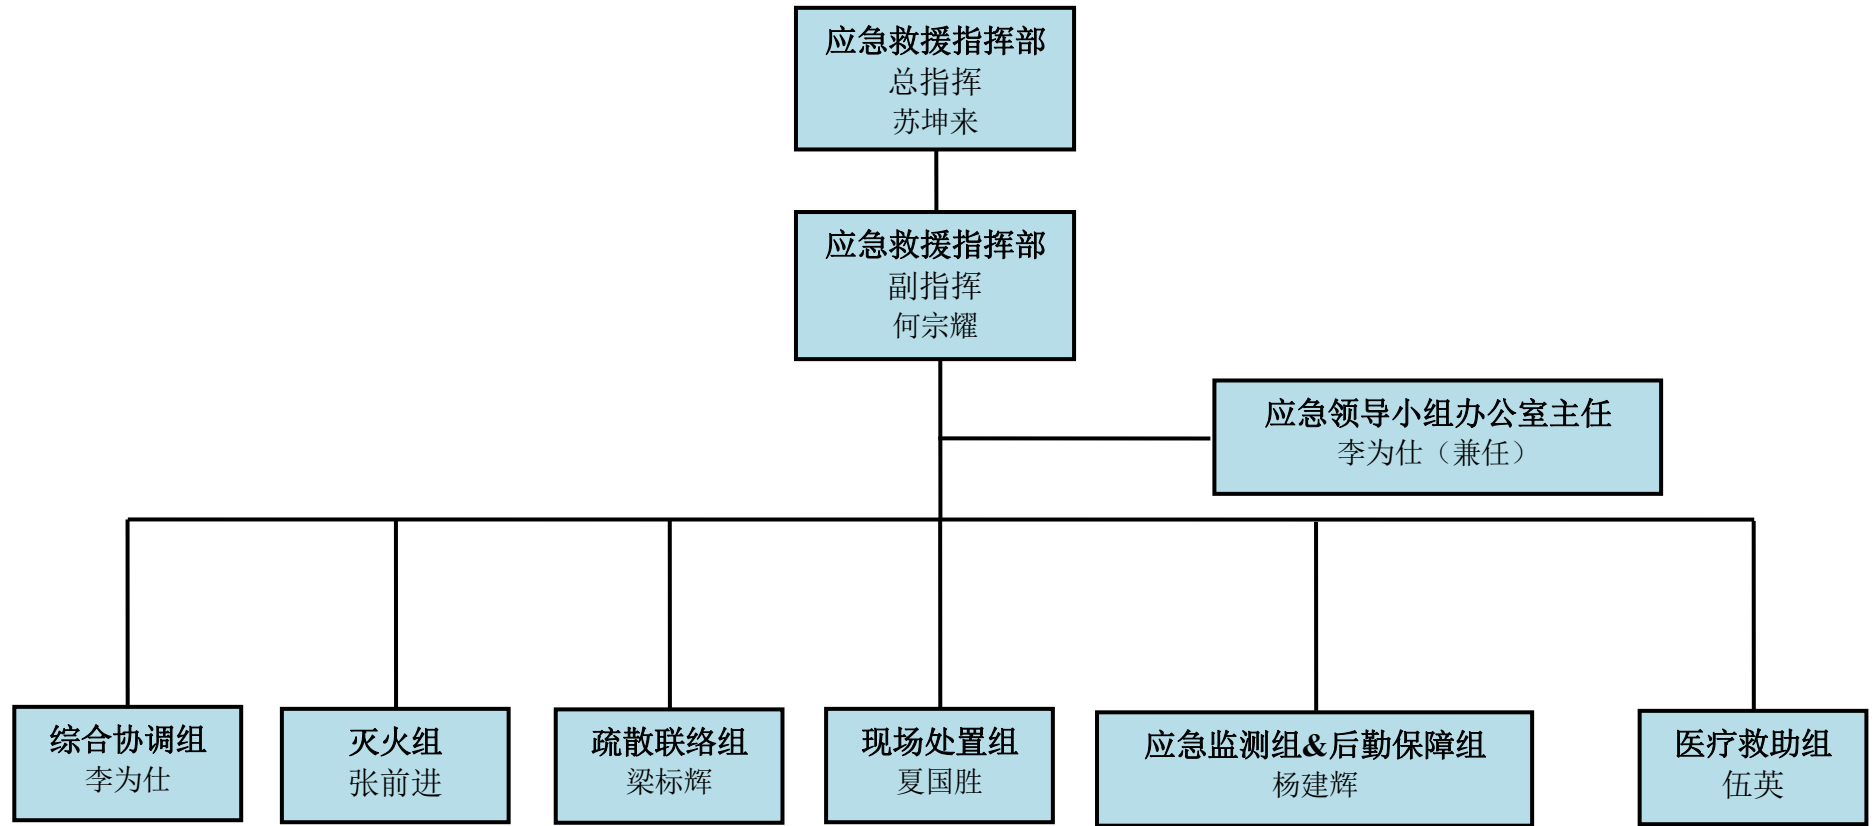 应急救援指挥部
总指挥
苏坤来
应急救援指挥部
副指挥
何宗耀
应急领导小组办公室主任
李为仕（兼任）
综合协调组
李为仕
灭火组
张前进
疏散联络组
梁标辉
现场处置组
夏国胜
应急监测组&后勤保障组
杨建辉
医疗救助组
伍英